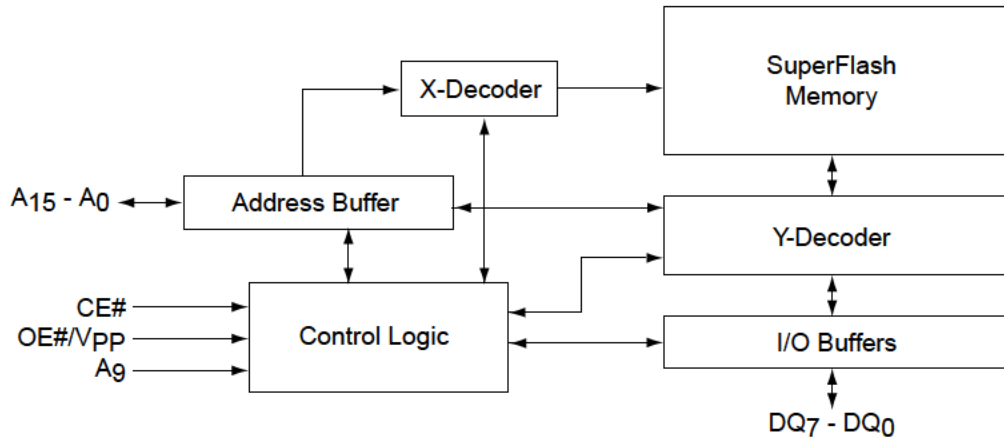 SuperFlash
Memory
X-Decoder
A15 - A0
Address Buffer
Y-Decoder
CE#
OE#/VPP
A9
Control Logic
I/O Buffers
DQ7 - DQ0